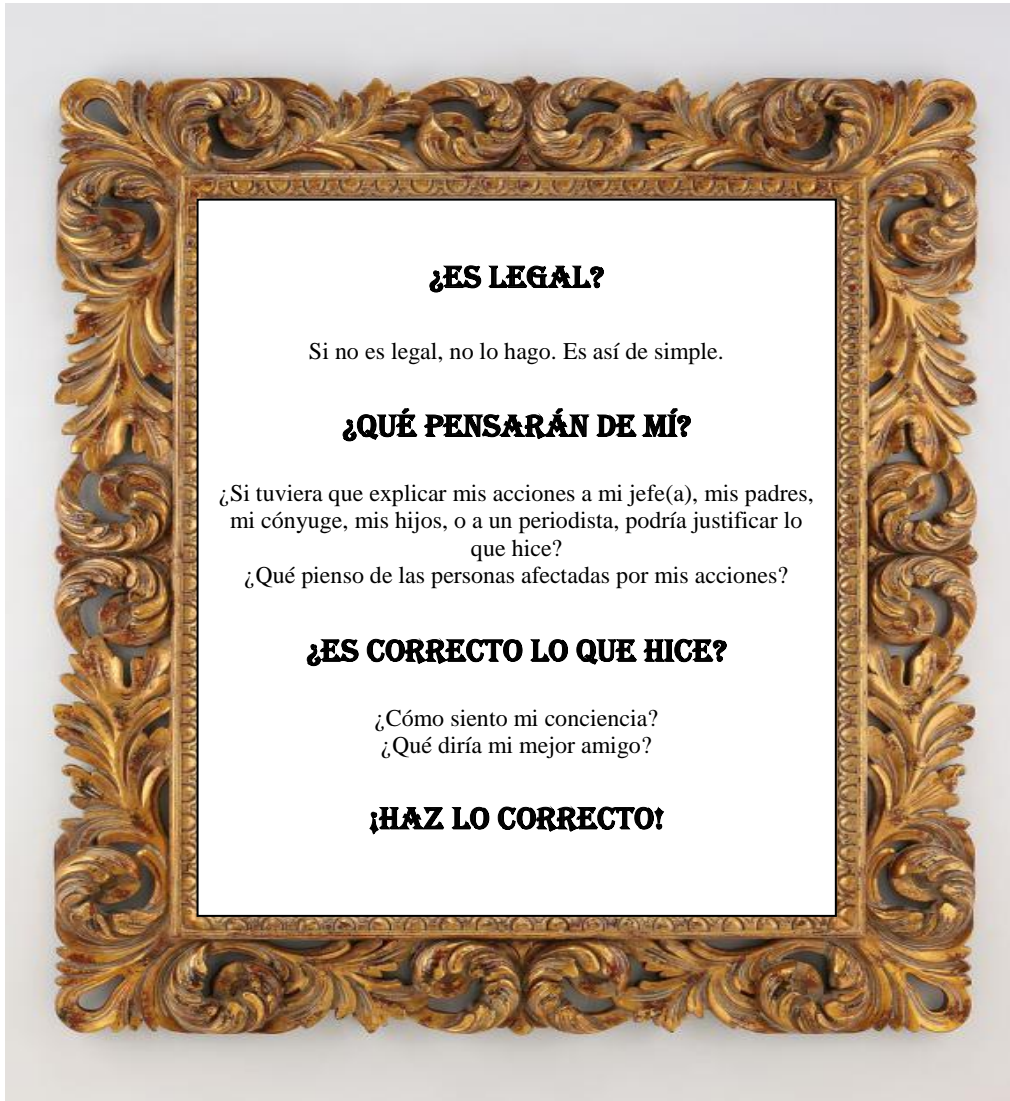 ¿ES LEGAL?
Si no es legal, no lo hago. Es así de simple.
¿QUÉ PENSARÁN DE MÍ?
¿Si tuviera que explicar mis acciones a mi jefe(a), mis padres,
mi cónyuge, mis hijos, o a un periodista, podría justificar lo
que hice?
¿Qué pienso de las personas afectadas por mis acciones?
¿ES CORRECTO LO QUE HICE?
¿Cómo siento mi conciencia?
¿Qué diría mi mejor amigo?
¡HAZ LO CORRECTO!